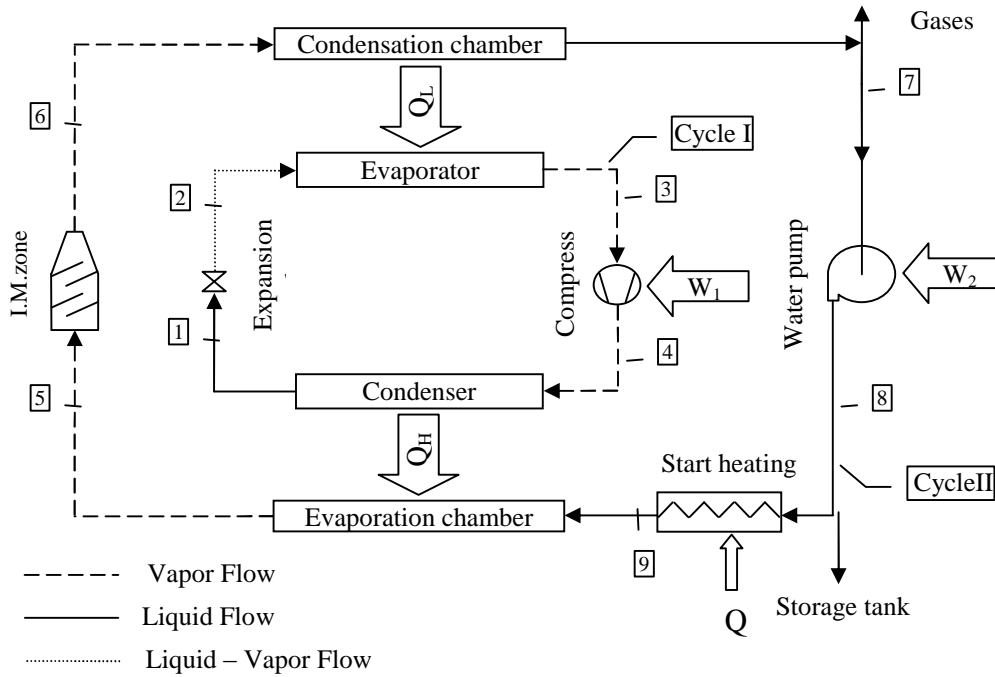 Gases
Condensation chamber
7
6
Q_L
Cycle I
Evaporator
2
3
I.M.zone
Expansion
Compress
W_1
Water pump
W_2
1
4
Condenser
5
8
Q_H
Start heating
CycleII
Evaporation chamber
9
Vapor Flow
Storage tank
Liquid Flow
Q
Liquid – Vapor Flow